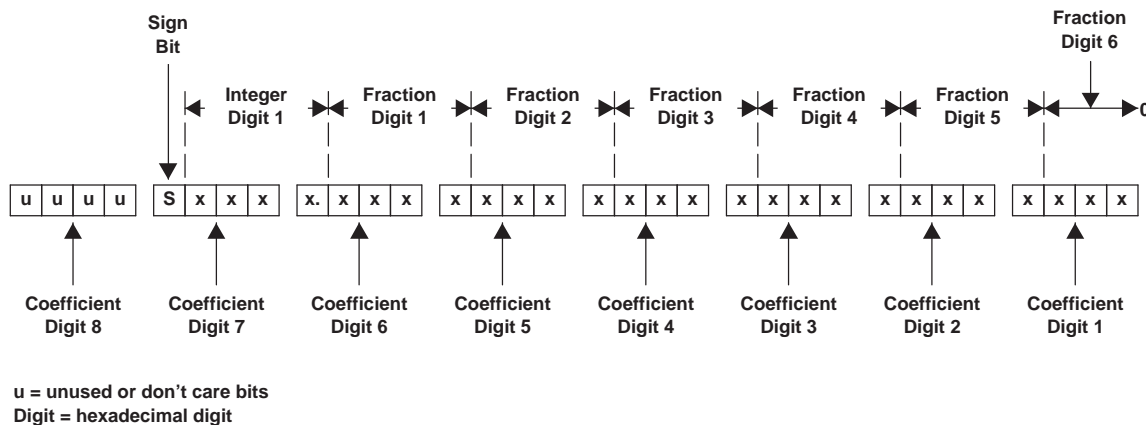 Sign
Bit
Fraction
Digit 6
Integer
Digit 1
Fraction
Digit 1
Fraction
Digit 2
Fraction
Digit 3
Fraction
Digit 4
Fraction
Digit 5
0
u u u u S x x x x. x x x x x x x x x x x x x x x x x x x x x x x
Coefficient
Digit 8
Coefficient
Digit 7
Coefficient
Digit 6
Coefficient
Digit 5
Coefficient
Digit 4
Coefficient
Digit 3
Coefficient
Digit 2
Coefficient
Digit 1
u = unused or don't care bits
Digit = hexadecimal digit